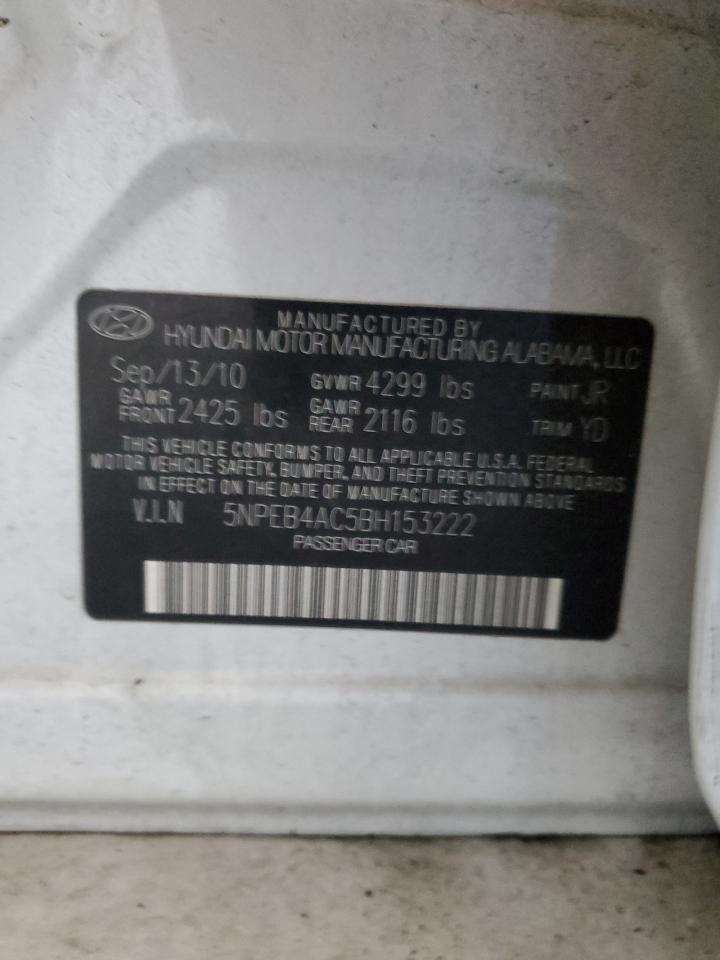 MANUFACTURED BY
HYUNDAI MOTOR MANUFACTURING ALABAMA, LLC
Sep/13/10 GVWR 4299 lbs PAINT JR
GAWR FRONT 2425 lbs GAWR REAR 2116 lbs TRIM YD
THIS VEHICLE CONFORMS TO ALL APPLICABLE U.S.A. FEDERAL
MOTOR VEHICLE SAFETY, BUMPER, AND THEFT PREVENTION STANDARDS
IN EFFECT ON THE DATE OF MANUFACTURE SHOWN ABOVE
V.I.N 5NPEB4AC5BH153222
PASSENGER CAR